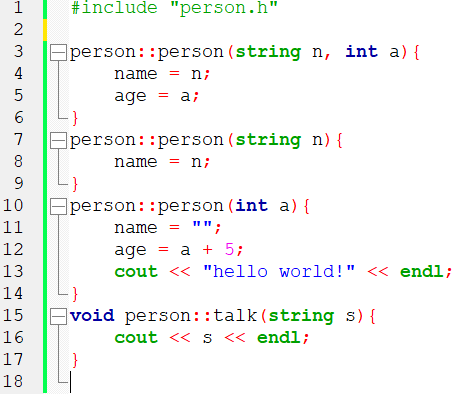 1 #include "person.h"
2
3 person::person(string n, int a){
4     name = n;
5     age = a;
6 }
7 person::person(string n){
8     name = n;
9 }
10 person::person(int a){
11     name = "";
12     age = a + 5;
13     cout << "hello world!" << endl;
14 }
15 void person::talk(string s){
16     cout << s << endl;
17 }
18